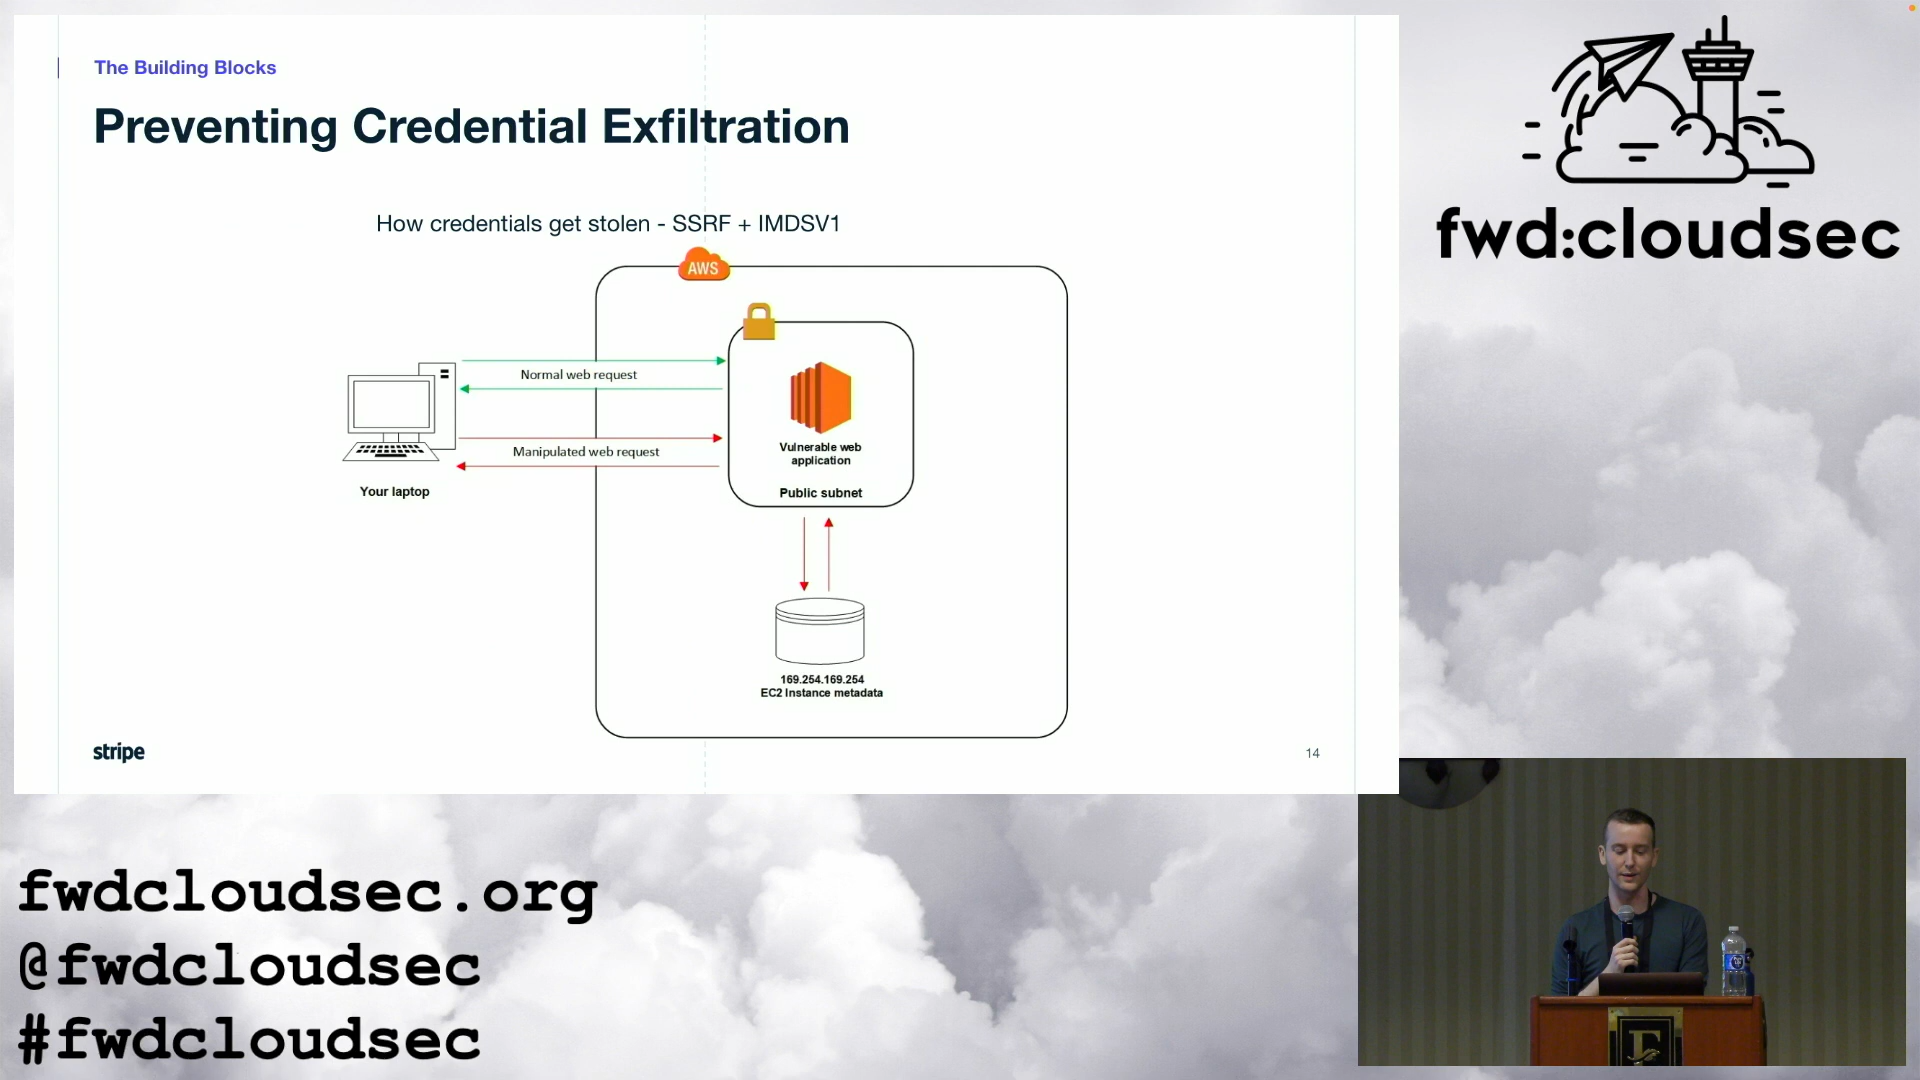 The Building Blocks
Preventing Credential Exfiltration
How credentials get stolen - SSRF + IMDSV1
AWS
Normal web request
Manipulated web request
Your laptop
Vulnerable web
application
Public subnet
169.254.169.254
EC2 Instance metadata
stripe
14
fwd:cloudsec
fwdcloudsec.org
@fwdcloudsec
#fwdcloudsec
F